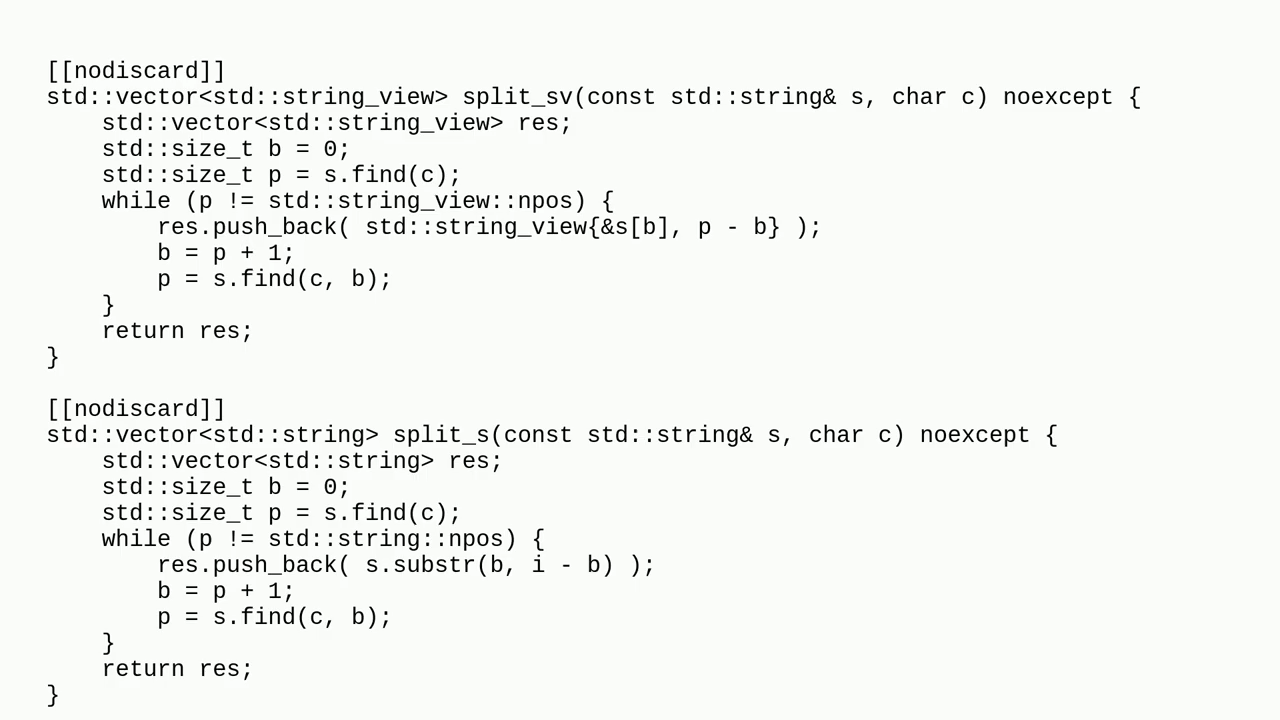 [[nodiscard]]
std::vector<std::string_view> split_sv(const std::string& s, char c) noexcept {
    std::vector<std::string_view> res;
    std::size_t b = 0;
    std::size_t p = s.find(c);
    while (p != std::string_view::npos) {
        res.push_back( std::string_view{&s[b], p - b} );
        b = p + 1;
        p = s.find(c, b);
    }
    return res;
}

[[nodiscard]]
std::vector<std::string> split_s(const std::string& s, char c) noexcept {
    std::vector<std::string> res;
    std::size_t b = 0;
    std::size_t p = s.find(c);
    while (p != std::string::npos) {
        res.push_back( s.substr(b, i - b) );
        b = p + 1;
        p = s.find(c, b);
    }
    return res;
}